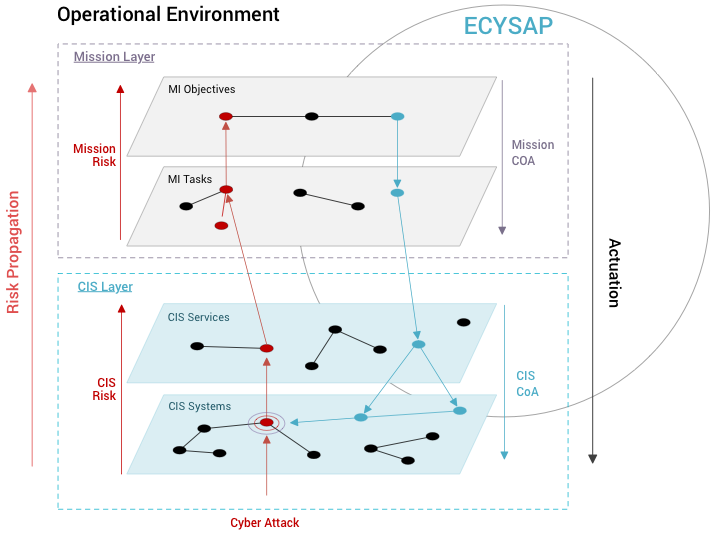 Operational Environment
ECYSAP
Mission Layer
MI Objectives
Mission
Risk
Mission
COA
MI Tasks
Risk Propagation
Actuation
CIS Layer
CIS Services
CIS
Risk
CIS
CoA
CIS Systems
Cyber Attack